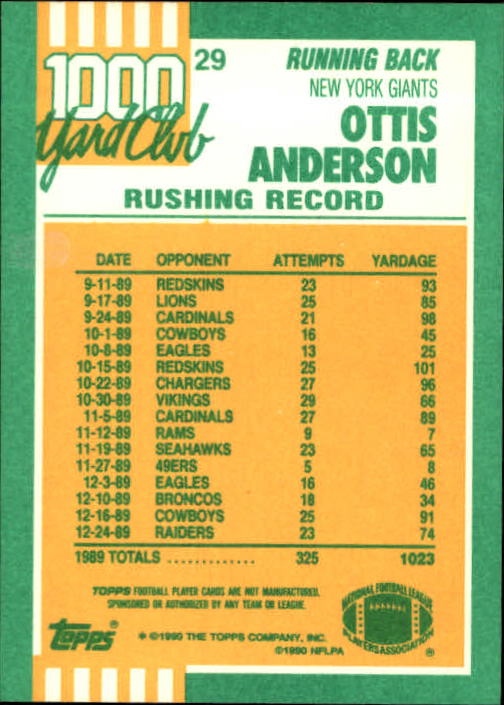 1000
Yard Club
29
RUNNING BACK
NEW YORK GIANTS
OTTIS
ANDERSON
RUSHING RECORD
DATE OPPONENT ATTEMPTS YARDAGE
9-11-89 REDSKINS 23 93
9-17-89 LIONS 25 85
9-24-89 CARDINALS 21 98
10-1-89 COWBOYS 16 45
10-8-89 EAGLES 13 25
10-15-89 REDSKINS 25 101
10-22-89 CHARGERS 27 96
10-30-89 VIKINGS 29 66
11-5-89 CARDINALS 27 89
11-12-89 RAMS 9 7
11-19-89 SEAHAWKS 23 65
11-27-89 49ERS 5 8
12-3-89 EAGLES 16 46
12-10-89 BRONCOS 18 34
12-16-89 COWBOYS 25 91
12-24-89 RAIDERS 23 74
1989 TOTALS .............. 325 1023
TOPPS FOOTBALL PLAYER CARDS ARE NOT MANUFACTURED,
SPONSORED OR AUTHORIZED BY ANY TEAM OR LEAGUE.
topps®
* ©1990 THE TOPPS COMPANY, INC.
©1990 NFLPA
NATIONAL FOOTBALL LEAGUE
PLAYERS ASSOCIATION ®